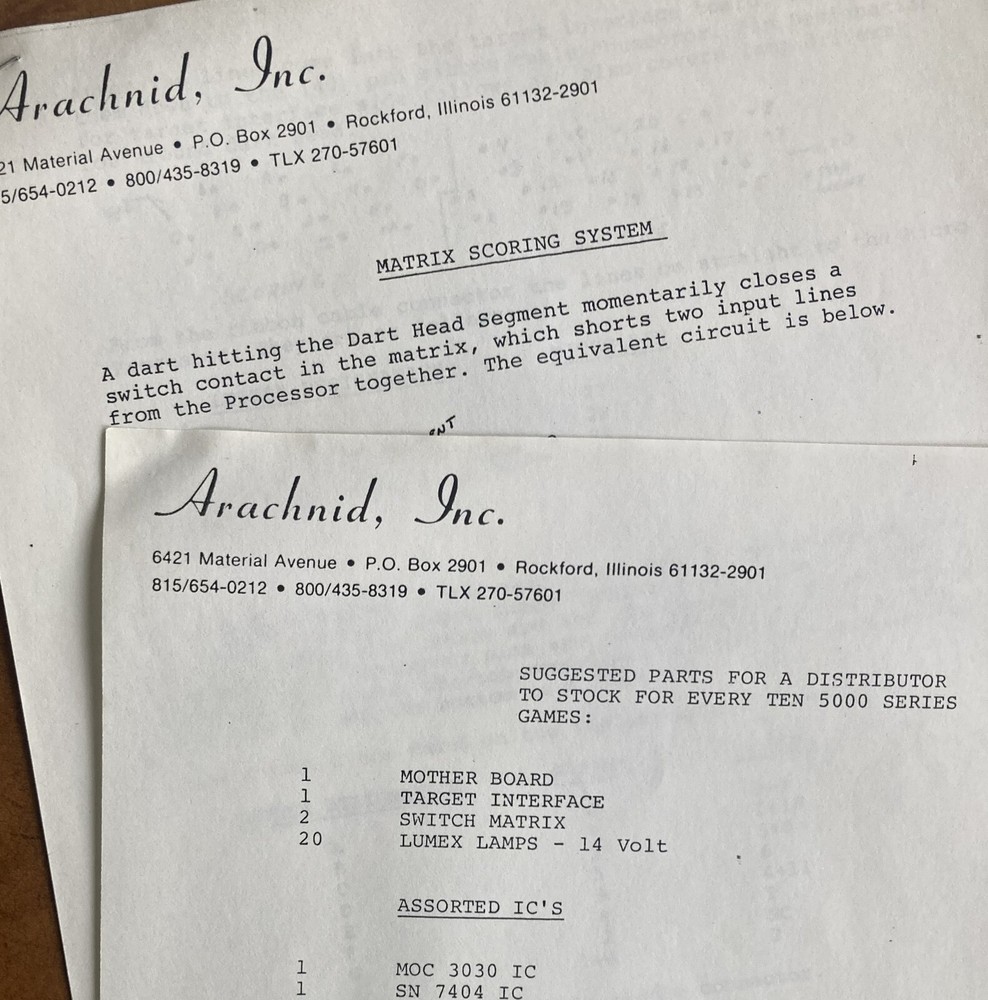 Arachnid, Inc.
21 Material Avenue • P.O. Box 2901 • Rockford, Illinois 61132-2901
5/654-0212 • 800/435-8319 • TLX 270-57601
MATRIX SCORING SYSTEM
A dart hitting the Dart Head Segment momentarily closes a
switch contact in the matrix, which shorts two input lines
from the Processor together. The equivalent circuit is below.
Arachnid, Inc.
6421 Material Avenue • P.O. Box 2901 • Rockford, Illinois 61132-2901
815/654-0212 • 800/435-8319 • TLX 270-57601
SUGGESTED PARTS FOR A DISTRIBUTOR
TO STOCK FOR EVERY TEN 5000 SERIES
GAMES:
1 MOTHER BOARD
1 TARGET INTERFACE
2 SWITCH MATRIX
20 LUMEX LAMPS - 14 Volt
ASSORTED IC'S
1 MOC 3030 IC
1 SN 7404 IC